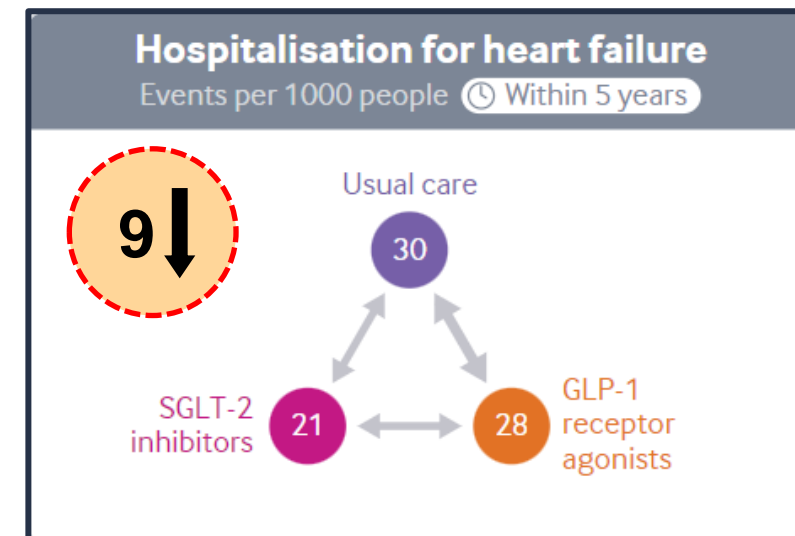 Hospitalisation for heart failure
Events per 1000 people Within 5 years
9
Usual care
30
SGLT-2
inhibitors
21
28
GLP-1
receptor
agonists